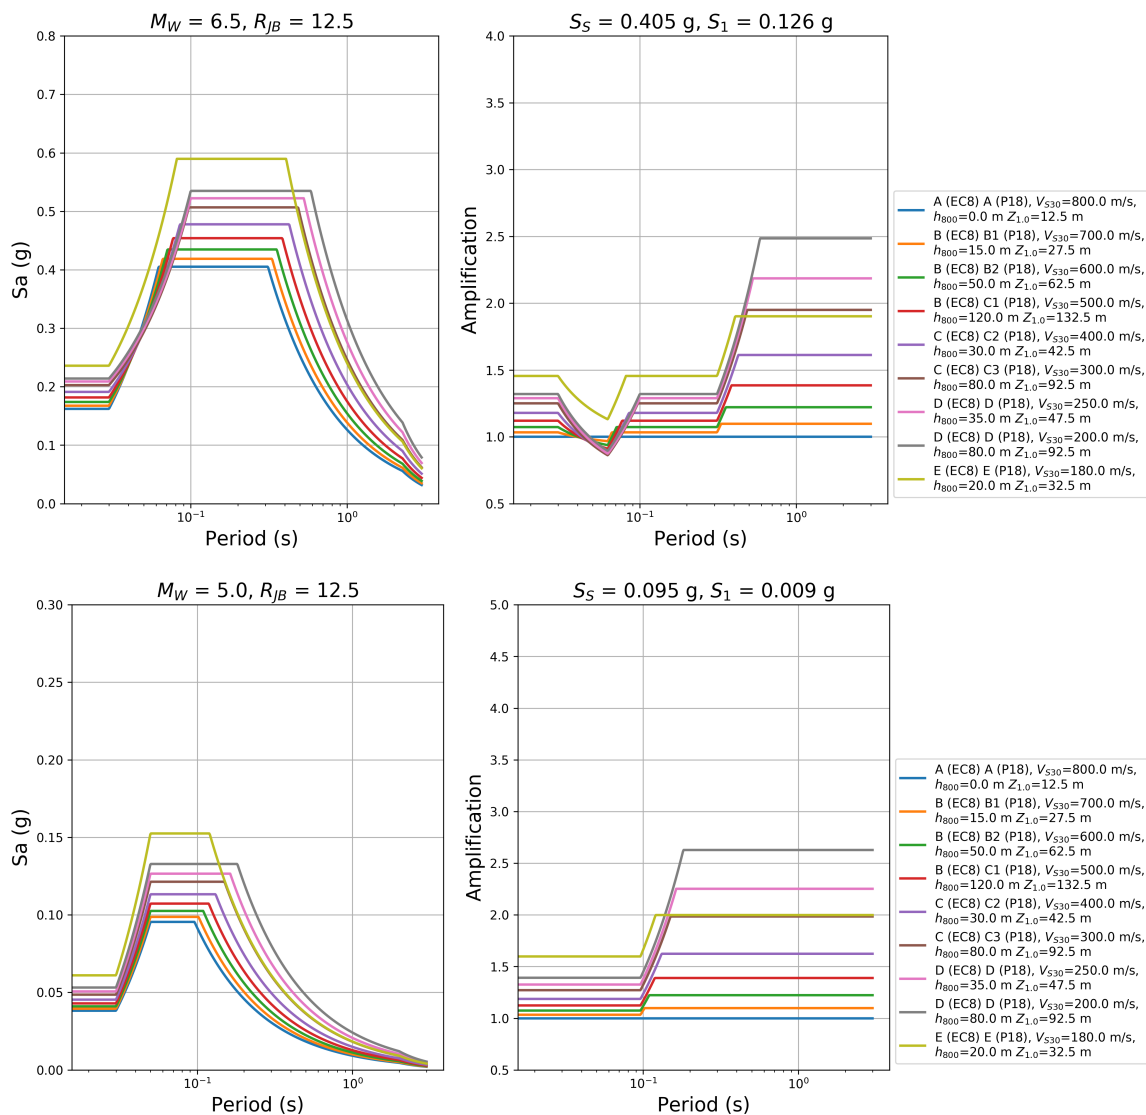 M_W = 6.5, R_JB = 12.5
0.8
0.7
0.6
0.5
0.4
0.3
0.2
0.1
0.0
Sa (g)
10⁻¹
10⁰
Period (s)
S_S = 0.405 g, S_1 = 0.126 g
4.0
3.5
3.0
2.5
2.0
1.5
1.0
0.5
Amplification
10⁻¹
10⁰
Period (s)
A (EC8) A (P18), V_S30=800.0 m/s,
h_800=0.0 m Z_1.0=12.5 m
B (EC8) B1 (P18), V_S30=700.0 m/s,
h_800=15.0 m Z_1.0=27.5 m
B (EC8) B2 (P18), V_S30=600.0 m/s,
h_800=50.0 m Z_1.0=62.5 m
B (EC8) C1 (P18), V_S30=500.0 m/s,
h_800=120.0 m Z_1.0=132.5 m
C (EC8) C2 (P18), V_S30=400.0 m/s,
h_800=30.0 m Z_1.0=42.5 m
C (EC8) C3 (P18), V_S30=300.0 m/s,
h_800=80.0 m Z_1.0=92.5 m
D (EC8) D (P18), V_S30=250.0 m/s,
h_800=35.0 m Z_1.0=47.5 m
D (EC8) D (P18), V_S30=200.0 m/s,
h_800=80.0 m Z_1.0=92.5 m
E (EC8) E (P18), V_S30=180.0 m/s,
h_800=20.0 m Z_1.0=32.5 m
M_W = 5.0, R_JB = 12.5
0.30
0.25
0.20
0.15
0.10
0.05
0.00
Sa (g)
10⁻¹
10⁰
Period (s)
S_S = 0.095 g, S_1 = 0.009 g
5.0
4.5
4.0
3.5
3.0
2.5
2.0
1.5
1.0
0.5
Amplification
10⁻¹
10⁰
Period (s)
A (EC8) A (P18), V_S30=800.0 m/s,
h_800=0.0 m Z_1.0=12.5 m
B (EC8) B1 (P18), V_S30=700.0 m/s,
h_800=15.0 m Z_1.0=27.5 m
B (EC8) B2 (P18), V_S30=600.0 m/s,
h_800=50.0 m Z_1.0=62.5 m
B (EC8) C1 (P18), V_S30=500.0 m/s,
h_800=120.0 m Z_1.0=132.5 m
C (EC8) C2 (P18), V_S30=400.0 m/s,
h_800=30.0 m Z_1.0=42.5 m
C (EC8) C3 (P18), V_S30=300.0 m/s,
h_800=80.0 m Z_1.0=92.5 m
D (EC8) D (P18), V_S30=250.0 m/s,
h_800=35.0 m Z_1.0=47.5 m
D (EC8) D (P18), V_S30=200.0 m/s,
h_800=80.0 m Z_1.0=92.5 m
E (EC8) E (P18), V_S30=180.0 m/s,
h_800=20.0 m Z_1.0=32.5 m